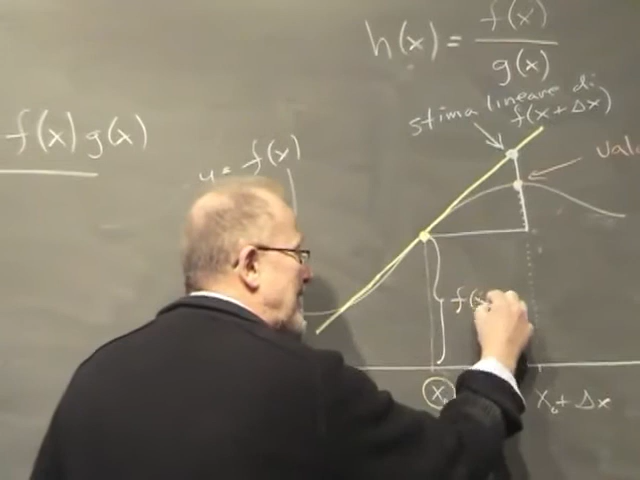 h(x) = f(x) / g(x)
f(x) g(x)
stima lineare di
f(x + Δx)
y = f(x)
f(x
X₀ + Δx